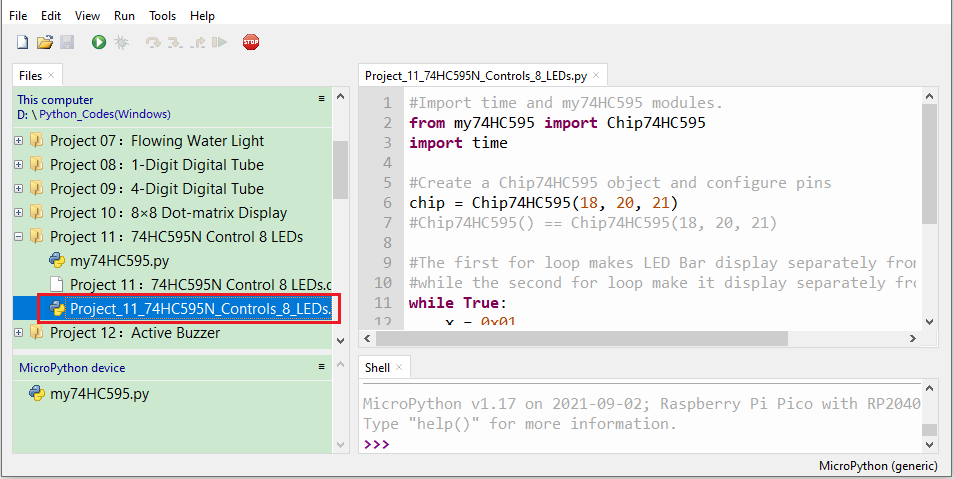 File Edit View Run Tools Help
STOP
Files ×
This computer
D: \ Python_Codes(Windows)
Project 07：Flowing Water Light
Project 08：1-Digit Digital Tube
Project 09：4-Digit Digital Tube
Project 10：8×8 Dot-matrix Display
Project 11：74HC595N Control 8 LEDs
my74HC595.py
Project 11：74HC595N Control 8 LEDs.c
Project_11_74HC595N_Controls_8_LEDs.
Project 12：Active Buzzer
MicroPython device
my74HC595.py
Project_11_74HC595N_Controls_8_LEDs.py ×
1 #Import time and my74HC595 modules.
2 from my74HC595 import Chip74HC595
3 import time
4
5 #Create a Chip74HC595 object and configure pins
6 chip = Chip74HC595(18, 20, 21)
7 #Chip74HC595() == Chip74HC595(18, 20, 21)
8
9 #The first for loop makes LED Bar display separately from
10 #while the second for loop make it display separately fro
11 while True:
12 x = 0x01
Shell ×
MicroPython v1.17 on 2021-09-02; Raspberry Pi Pico with RP2040
Type "help()" for more information.
>>>
MicroPython (generic)